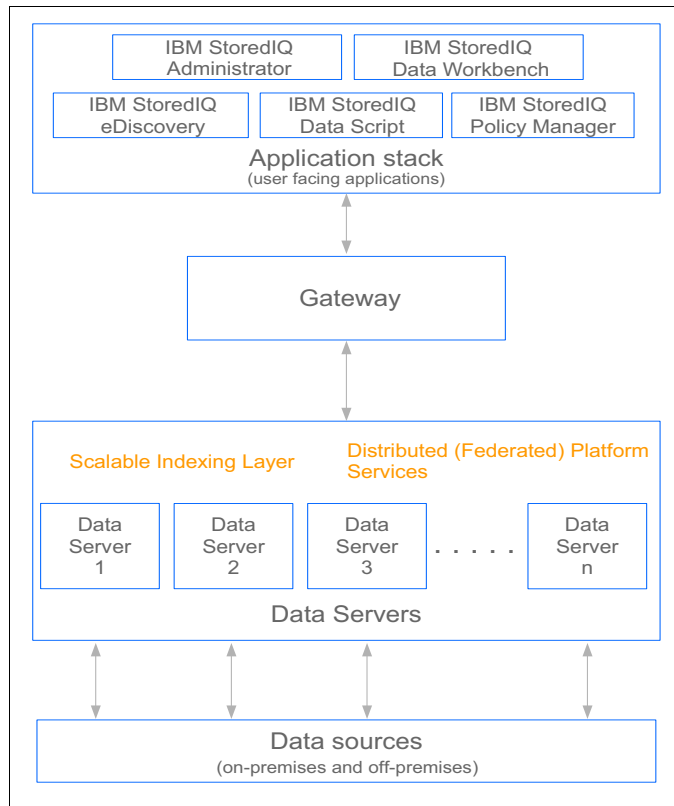 IBM StoredIQ
Administrator
IBM StoredIQ
Data Workbench
IBM StoredIQ
eDiscovery
IBM StoredIQ
Data Script
IBM StoredIQ
Policy Manager
Application stack
(user facing applications)
Gateway
Scalable Indexing Layer
Distributed (Federated) Platform
Services
Data
Server
1
Data
Server
2
Data
Server
3
. . . . .
Data
Server
n
Data Servers
Data sources
(on-premises and off-premises)